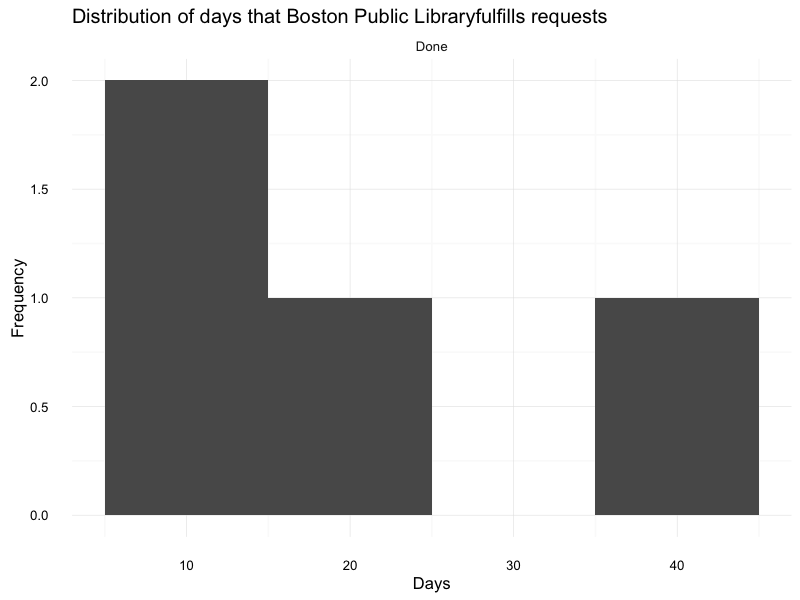 Distribution of days that Boston Public Libraryfulfills requests
Done
2.0
1.5
1.0
0.5
0.0
Frequency
10 20 30 40
Days